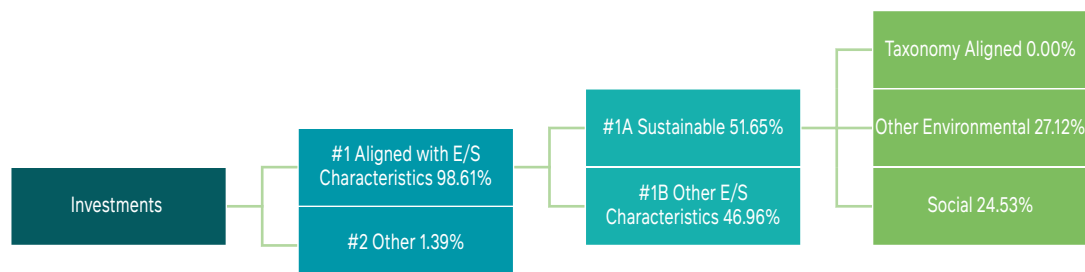 Investments
#1 Aligned with E/S
Characteristics 98.61%
#2 Other 1.39%
#1A Sustainable 51.65%
#1B Other E/S
Characteristics 46.96%
Taxonomy Aligned 0.00%
Other Environmental 27.12%
Social 24.53%